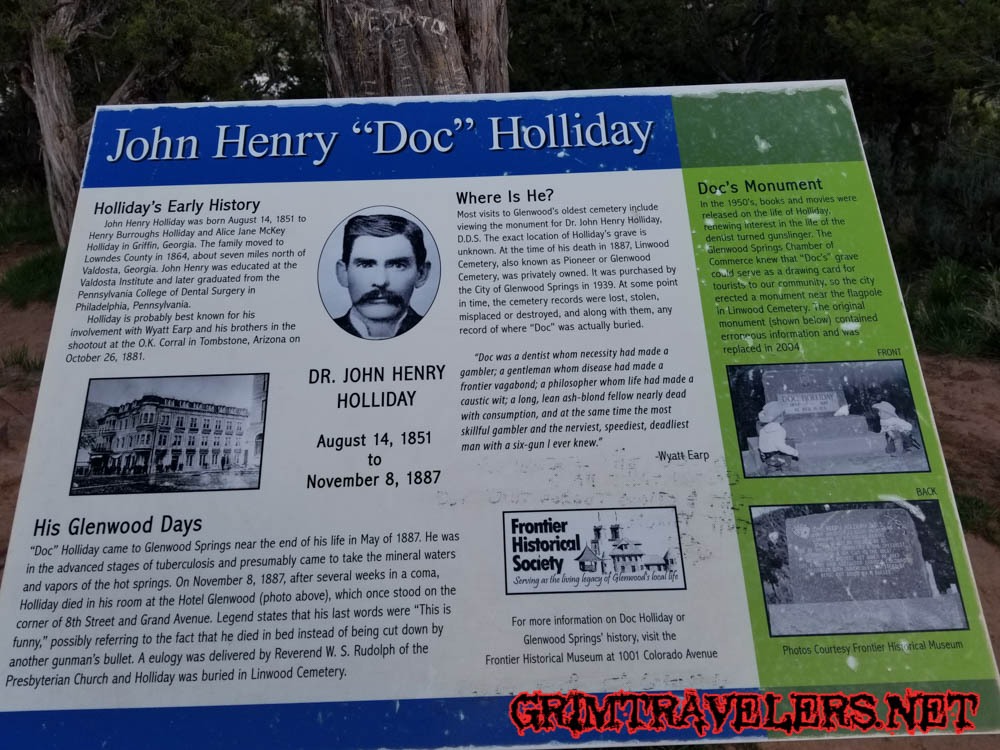 John Henry “Doc” Holliday
Holliday's Early History
John Henry Holliday was born August 14, 1851 to
Henry Burroughs Holliday and Alice Jane McKey
Holliday in Griffin, Georgia. The family moved to
Lowndes County in 1864, about seven miles north of
Valdosta, Georgia. John Henry was educated at the
Valdosta Institute and later graduated from the
Pennsylvania College of Dental Surgery in
Philadelphia, Pennsylvania.
Holliday is probably best known for his
involvement with Wyatt Earp and his brothers in the
shootout at the O.K. Corral in Tombstone, Arizona on
October 26, 1881.
DR. JOHN HENRY
HOLLIDAY
August 14, 1851
to
November 8, 1887
Where Is He?
Most visits to Glenwood's oldest cemetery include
viewing the monument for Dr. John Henry Holliday,
D.D.S. The exact location of Holliday's grave is
unknown. At the time of his death in 1887, Linwood
Cemetery, also known as Pioneer or Glenwood
Cemetery, was privately owned. It was purchased by
the City of Glenwood Springs in 1939. At some point
in time, the cemetery records were lost, stolen,
misplaced or destroyed, and along with them, any
record of where “Doc” was actually buried.
“Doc was a dentist whom necessity had made a
gambler; a gentleman whom disease had made a
frontier vagabond; a philosopher whom life had made a
caustic wit; a long, lean ash-blond fellow nearly dead
with consumption, and at the same time the most
skillful gambler and the nerviest, speediest, deadliest
man with a six-gun I ever knew.”
-Wyatt Earp
Doc's Monument
In the 1950's, books and movies were
released on the life of Holliday,
renewing interest in the life of the
dentist turned gunslinger. The
Glenwood Springs Chamber of
Commerce knew that “Doc's” grave
could serve as a drawing card for
tourists to our community, so the city
erected a monument near the flagpole
in Linwood Cemetery. The original
monument (shown below) contained
erroneous information and was
replaced in 2004
FRONT
DOC HOLLIDAY
BACK
Photos Courtesy Frontier Historical Museum
His Glenwood Days
“Doc” Holliday came to Glenwood Springs near the end of his life in May of 1887. He was
in the advanced stages of tuberculosis and presumably came to take the mineral waters
and vapors of the hot springs. On November 8, 1887, after several weeks in a coma,
Holliday died in his room at the Hotel Glenwood (photo above), which once stood on the
corner of 8th Street and Grand Avenue. Legend states that his last words were “This is
funny,” possibly referring to the fact that he died in bed instead of being cut down by
another gunman's bullet. A eulogy was delivered by Reverend W. S. Rudolph of the
Presbyterian Church and Holliday was buried in Linwood Cemetery.
Frontier
Historical
Society
Serving as the living legacy of Glenwood's local life
For more information on Doc Holliday or
Glenwood Springs' history, visit the
Frontier Historical Museum at 1001 Colorado Avenue
GRIMTRAVELERS.NET